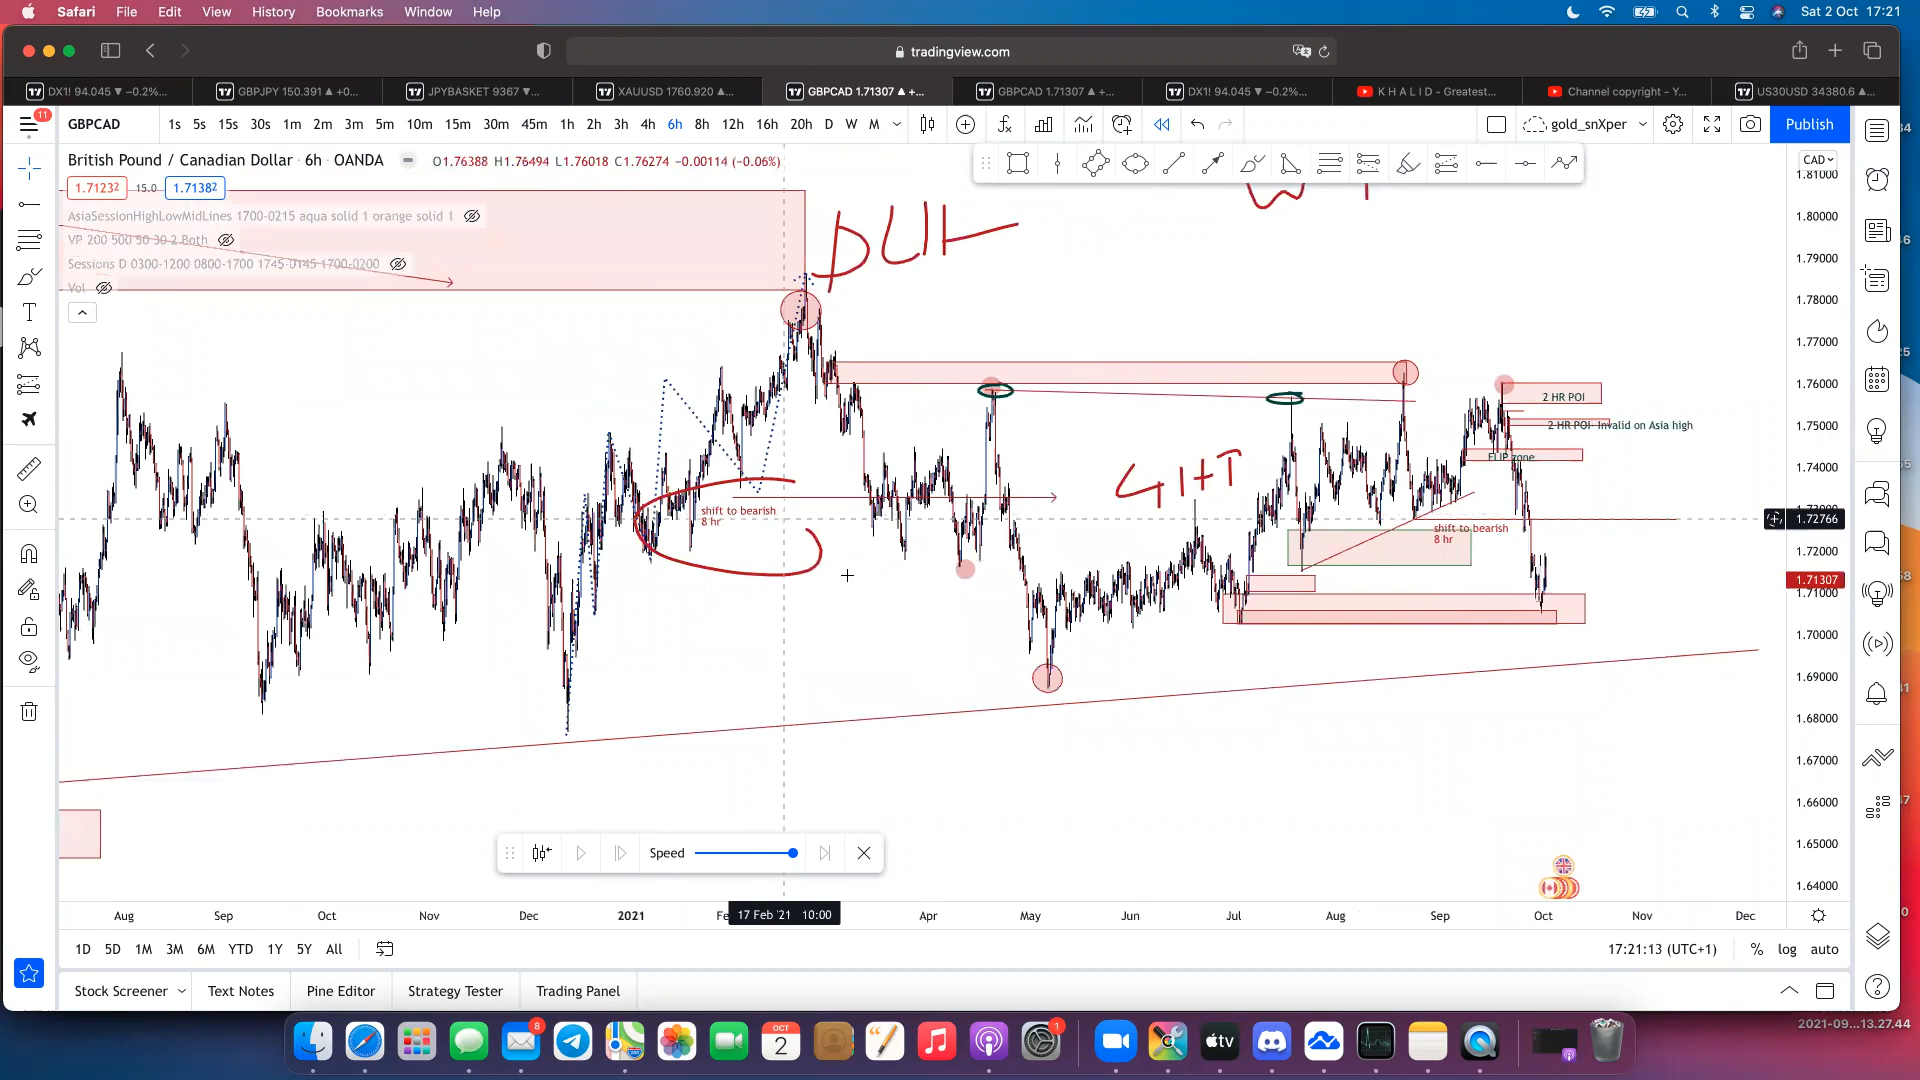 Safari File Edit View History Bookmarks Window Help Sat 2 Oct 17:21
tradingview.com
DX1! 94.045 ▼ −0.2%... GBPJPY 150.391 ▲ +0... JPYBASKET 9367 ▼... XAUUSD 1760.920 ▲... GBPCAD 1.71307 ▲ +... GBPCAD 1.71307 ▲ +... DX1! 94.045 ▼ −0.2%... K H A L I D - Greatest... Channel copyright - Y... US30USD 34380.6 ▲...
11
GBPCAD 1s 5s 15s 30s 1m 2m 3m 5m 10m 15m 30m 45m 1h 2h 3h 4h 6h 8h 12h 16h 20h D W M gold_snXper Publish
British Pound / Canadian Dollar · 6h · OANDA O1.76388 H1.76494 L1.76018 C1.76274 −0.00114 (−0.06%)
CAD
1.71232 15.0 1.71382
AsiaSessionHighLowMidLines 1700-0215 aqua solid 1 orange solid 1
VP 200 500 50 30 2 Both
Sessions D 0300-1200 0800-1700 1745-0145 1700-0200
Vol
4HT
2 HR POI
2 HR POI- Invalid on Asia high
FLIP zone
shift to bearish
8 hr
shift to bearish
8 hr
1.81000
1.80000
1.79000
1.78000
1.77000
1.76000
1.75000
1.74000
1.73000
1.72766
1.72000
1.71307
1.71000
1.70000
1.69000
1.68000
1.67000
1.66000
1.65000
1.64000
Speed
Aug Sep Oct Nov Dec 2021 Fe 17 Feb '21 10:00 Apr May Jun Jul Aug Sep Oct Nov Dec
1D 5D 1M 3M 6M YTD 1Y 5Y All 17:21:13 (UTC+1) % log auto
Stock Screener Text Notes Pine Editor Strategy Tester Trading Panel
2021-09...13.27.44
8
OCT
2
1
tv